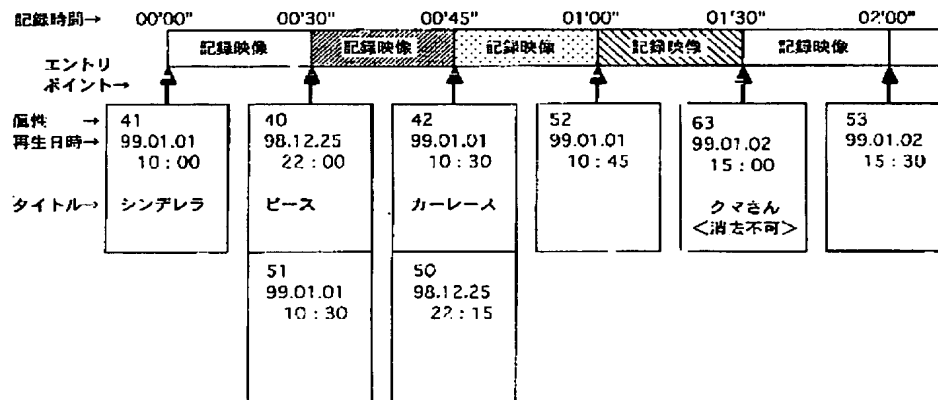 記録時間→ 00'00" 00'30" 00'45" 01'00" 01'30" 02'00"
記録映像 記録映像 記録映像 記録映像 記録映像
エントリ
ポイント→
属性 → 41 40 42 52 63 53
再生日時→ 99.01.01 98.12.25 99.01.01 99.01.01 99.01.02 99.01.02
10:00 22:00 10:30 10:45 15:00 15:30
タイトル→ シンデレラ ピース カーレース クマさん
<消去不可>
51 50
99.01.01 98.12.25
10:30 22:15